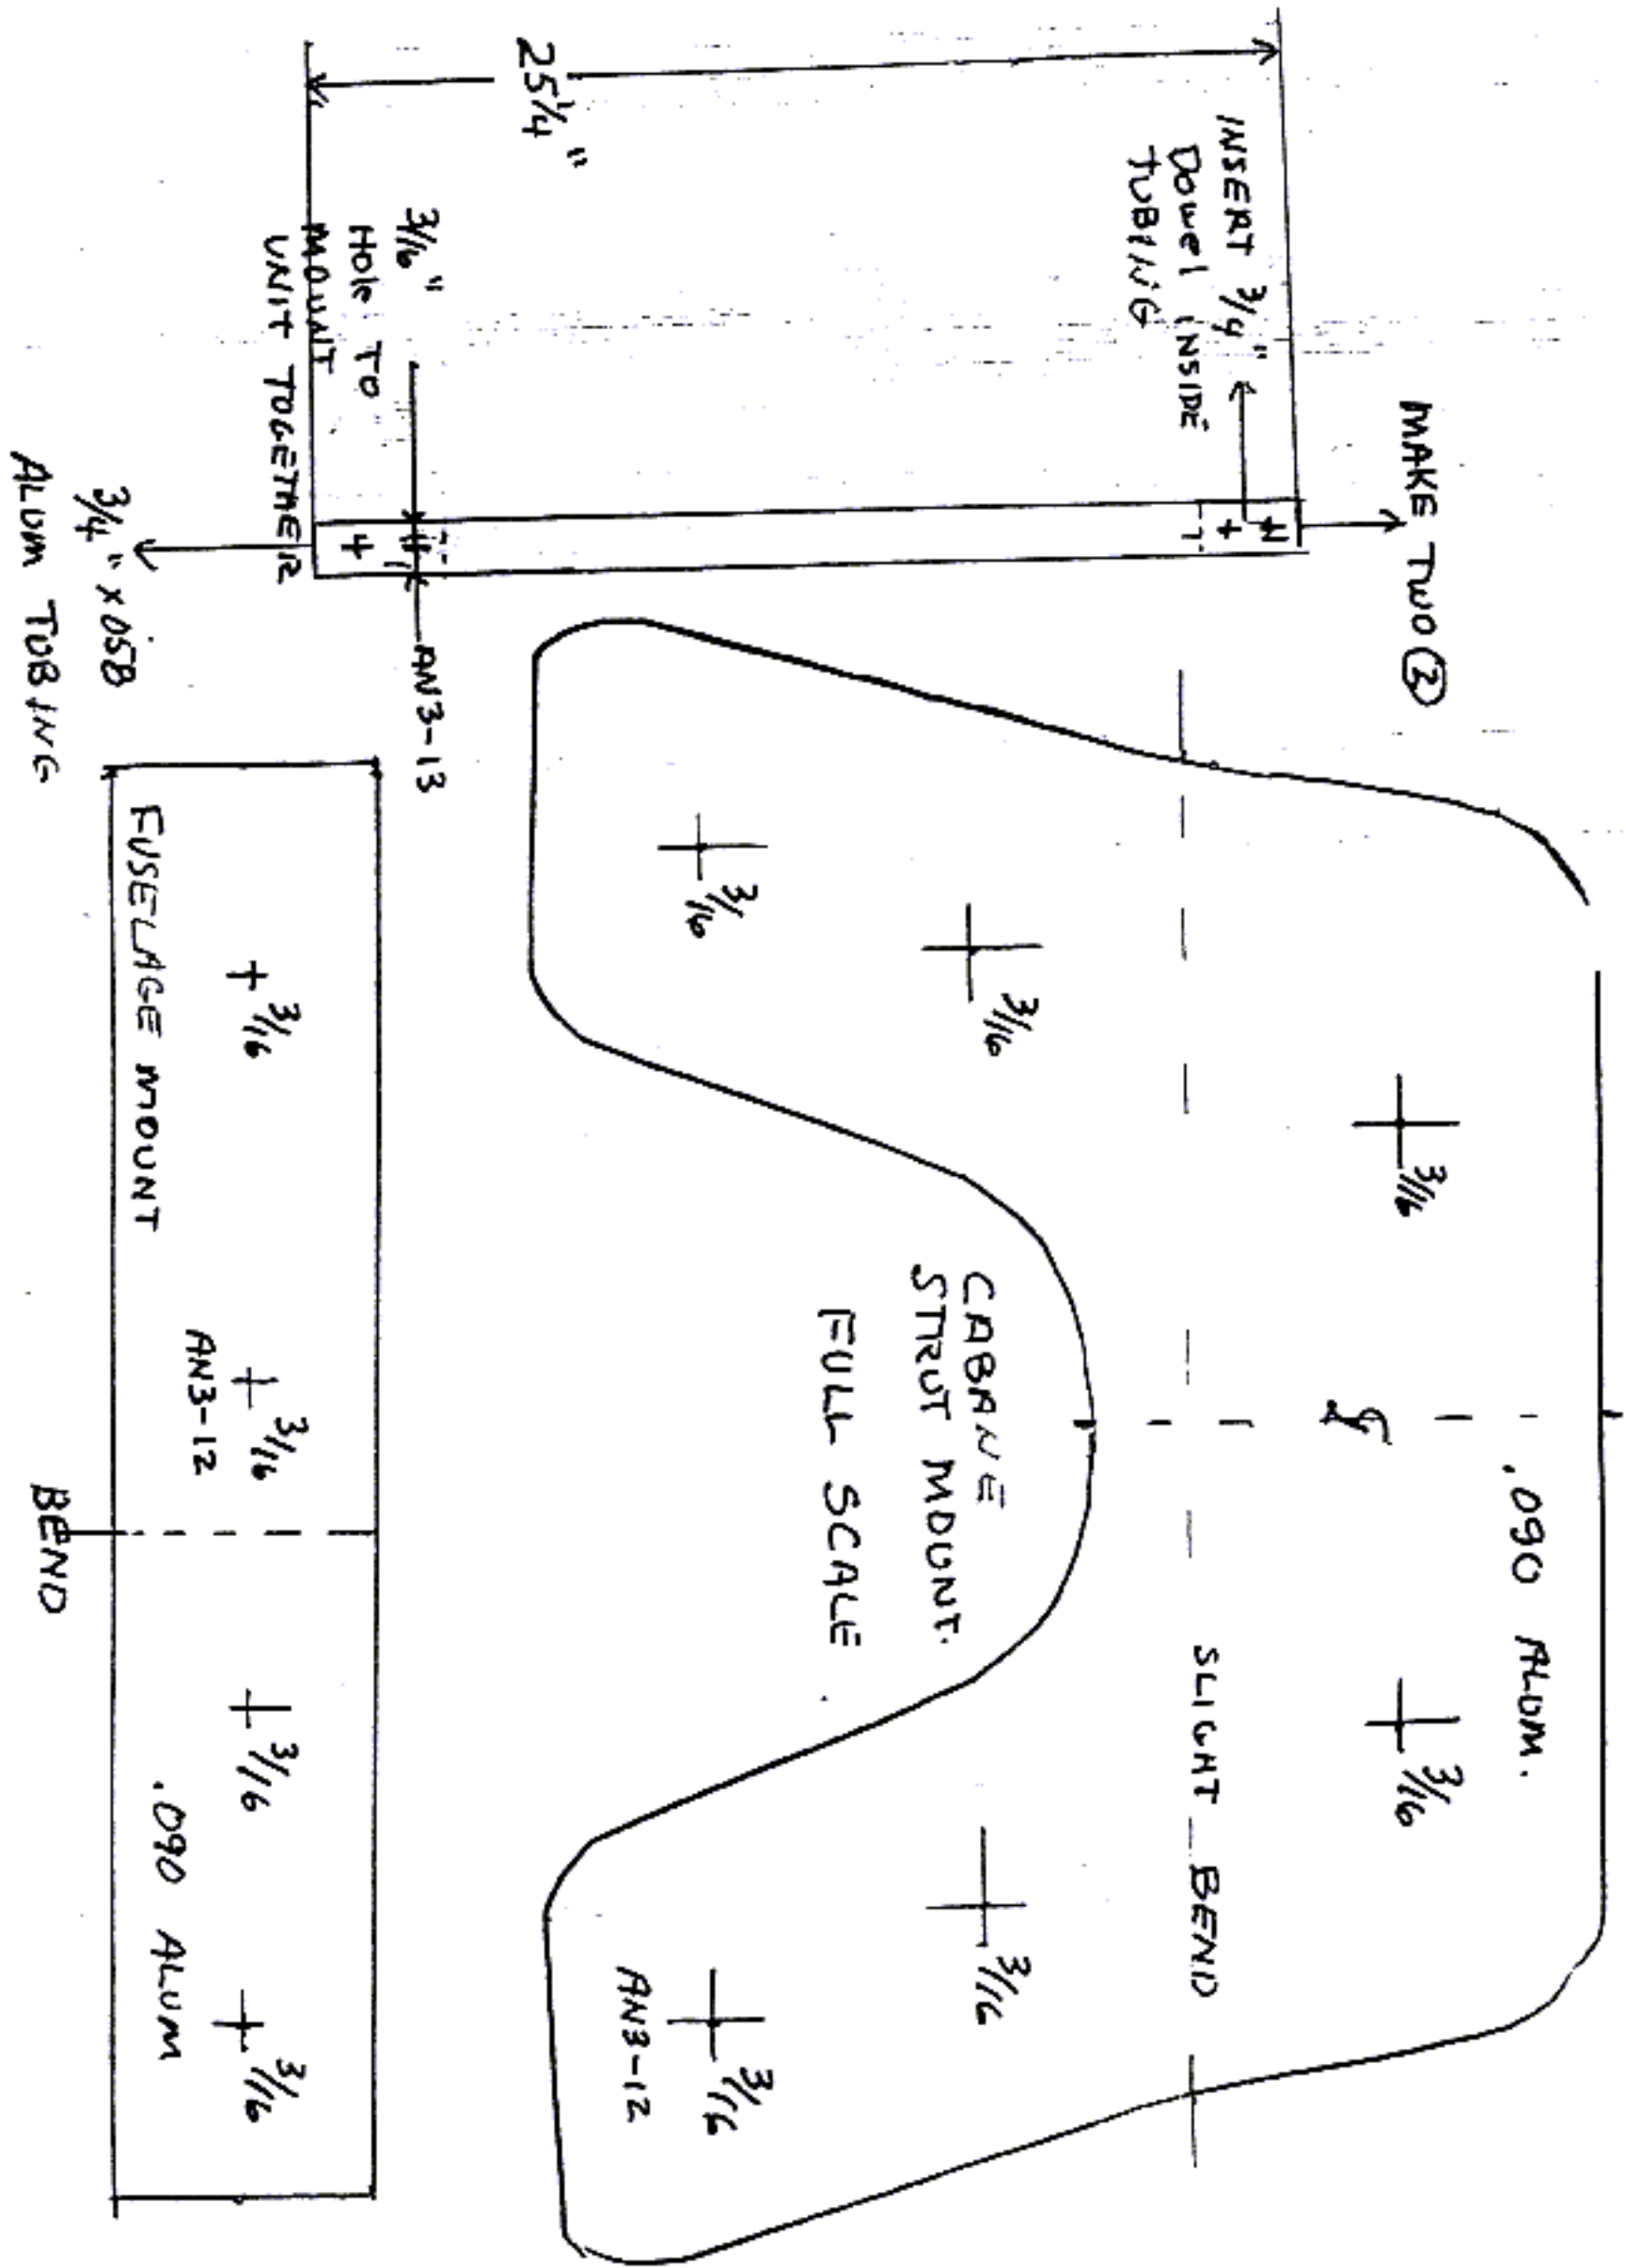 MAKE TWO ②
INSERT 3/4"
Dowel INSIDE
TUBING
25 1/4"
3/16"
Hole TO
MOUNT
UNIT TOGETHER
AN3-13
3/4" x 058
ALUM TUBING
.090 ALUM.
3/16
3/16
SLIGHT BEND
3/16
3/16
CABANE
STRUT MOUNT.
FULL SCALE
3/16
3/16
AN3-12
3/16
3/16
3/16
3/16
AN3-12
FUSELAGE MOUNT
.090 ALUM
BEND